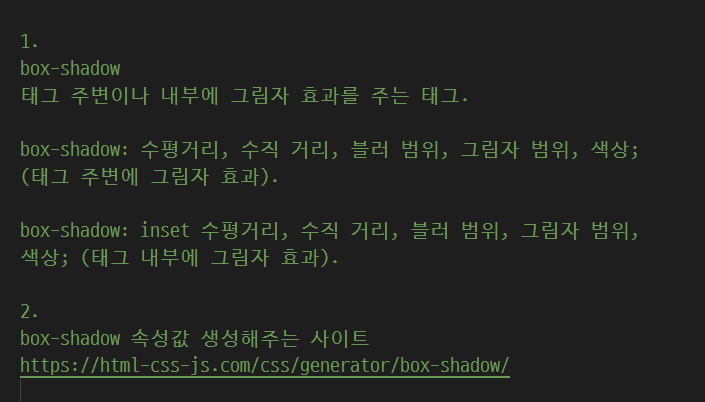 1.
box-shadow
태그 주변이나 내부에 그림자 효과를 주는 태그.
box-shadow: 수평거리, 수직 거리, 블러 범위, 그림자 범위, 색상;
(태그 주변에 그림자 효과).
box-shadow: inset 수평거리, 수직 거리, 블러 범위, 그림자 범위,
색상; (태그 내부에 그림자 효과).
2.
box-shadow 속성값 생성해주는 사이트
https://html-css-js.com/css/generator/box-shadow/